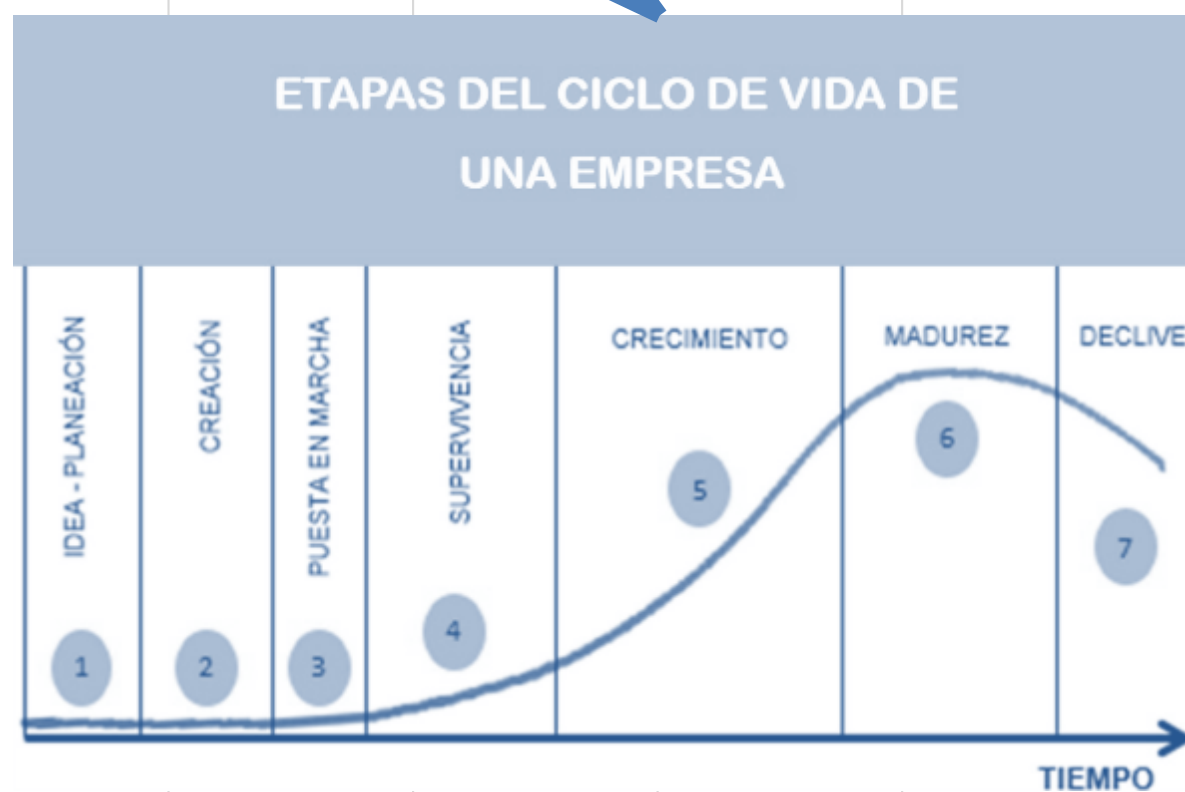 ETAPAS DEL CICLO DE VIDA DE
UNA EMPRESA
IDEA - PLANEACIÓN
CREACIÓN
PUESTA EN MARCHA
SUPERVIVENCIA
CRECIMIENTO
MADUREZ
DECLIVE
1
2
3
4
5
6
7
TIEMPO